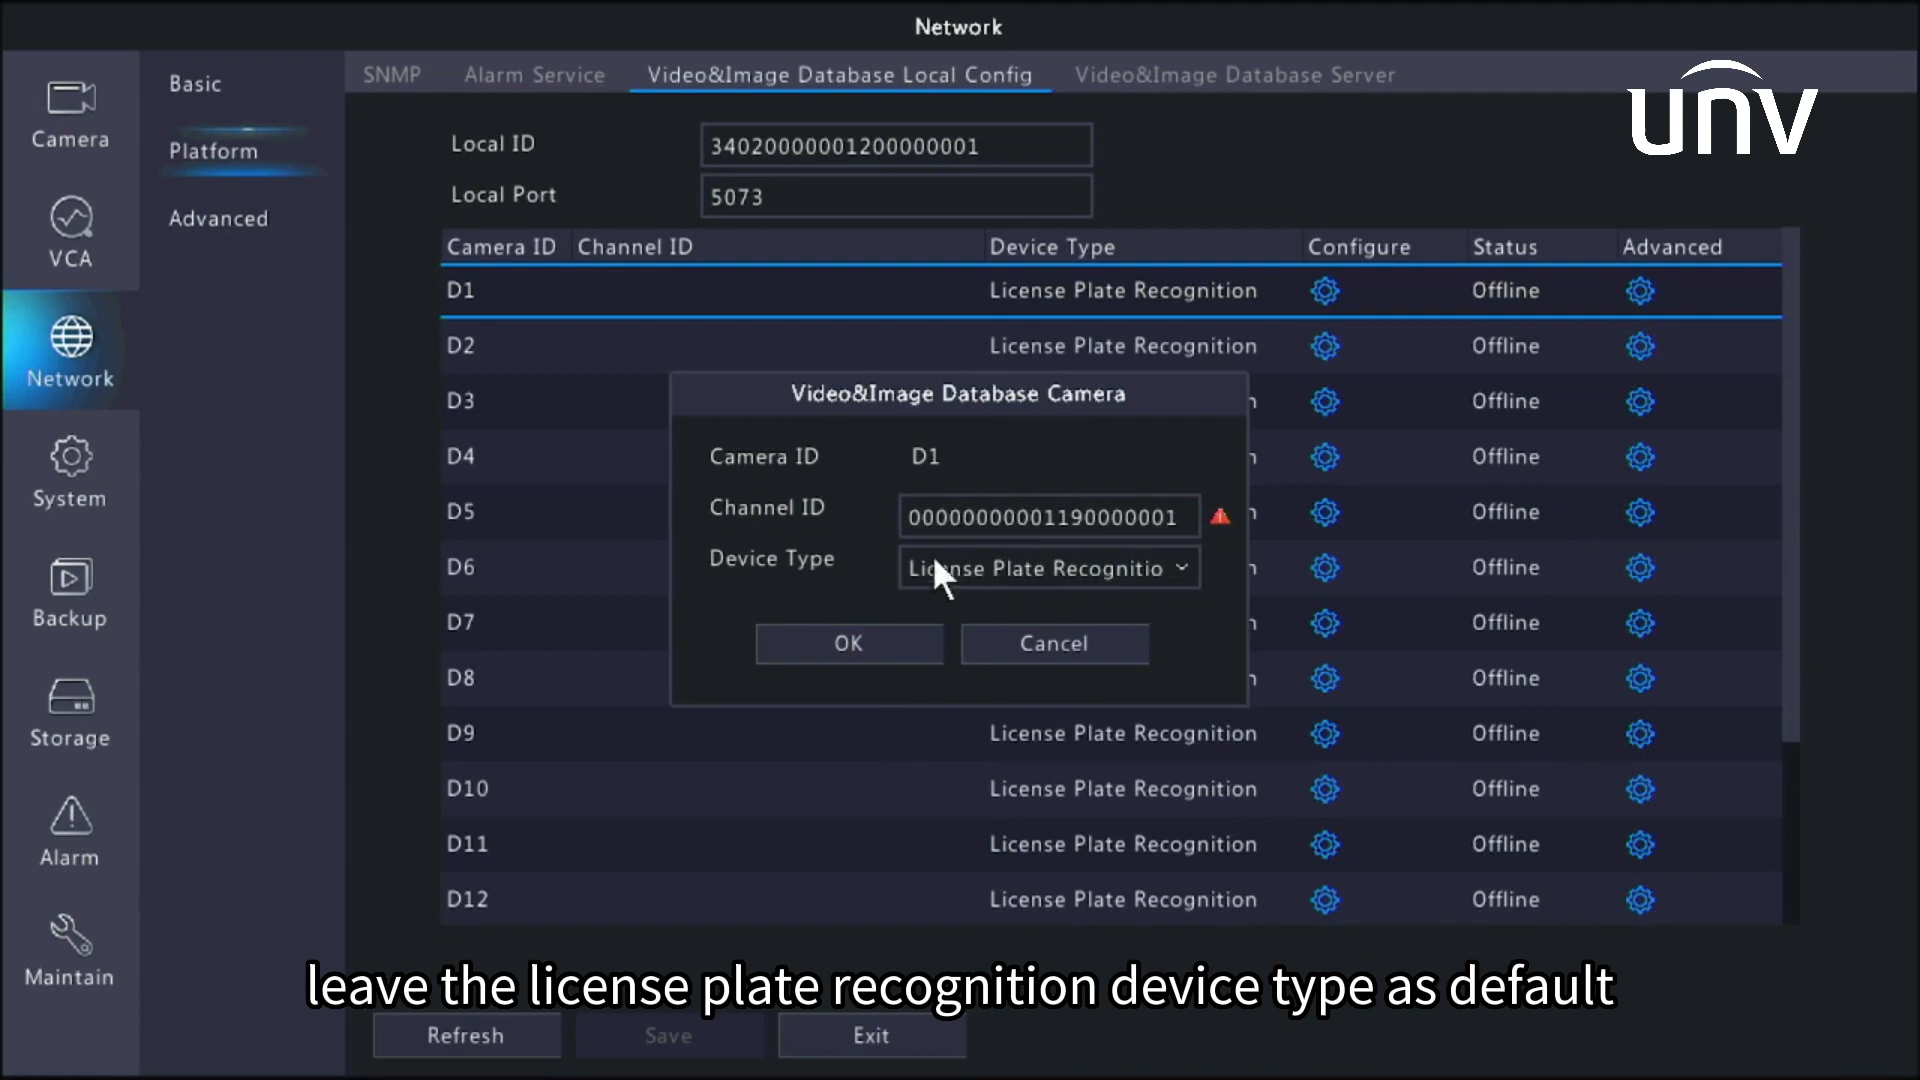 Network
unv
Camera
VCA
Network
System
Backup
Storage
Alarm
Maintain
Basic
Platform
Advanced
SNMP Alarm Service Video&Image Database Local Config Video&Image Database Server
Local ID 34020000001200000001
Local Port 5073
Camera ID Channel ID Device Type Configure Status Advanced
D1 License Plate Recognition Offline
D2 License Plate Recognition Offline
D3 Offline
D4 Offline
D5 Offline
D6 Offline
D7 Offline
D8 Offline
D9 License Plate Recognition Offline
D10 License Plate Recognition Offline
D11 License Plate Recognition Offline
D12 License Plate Recognition Offline
Video&Image Database Camera
Camera ID D1
Channel ID 00000000001190000001
Device Type License Plate Recognitio
OK Cancel
leave the license plate recognition device type as default
Refresh Save Exit